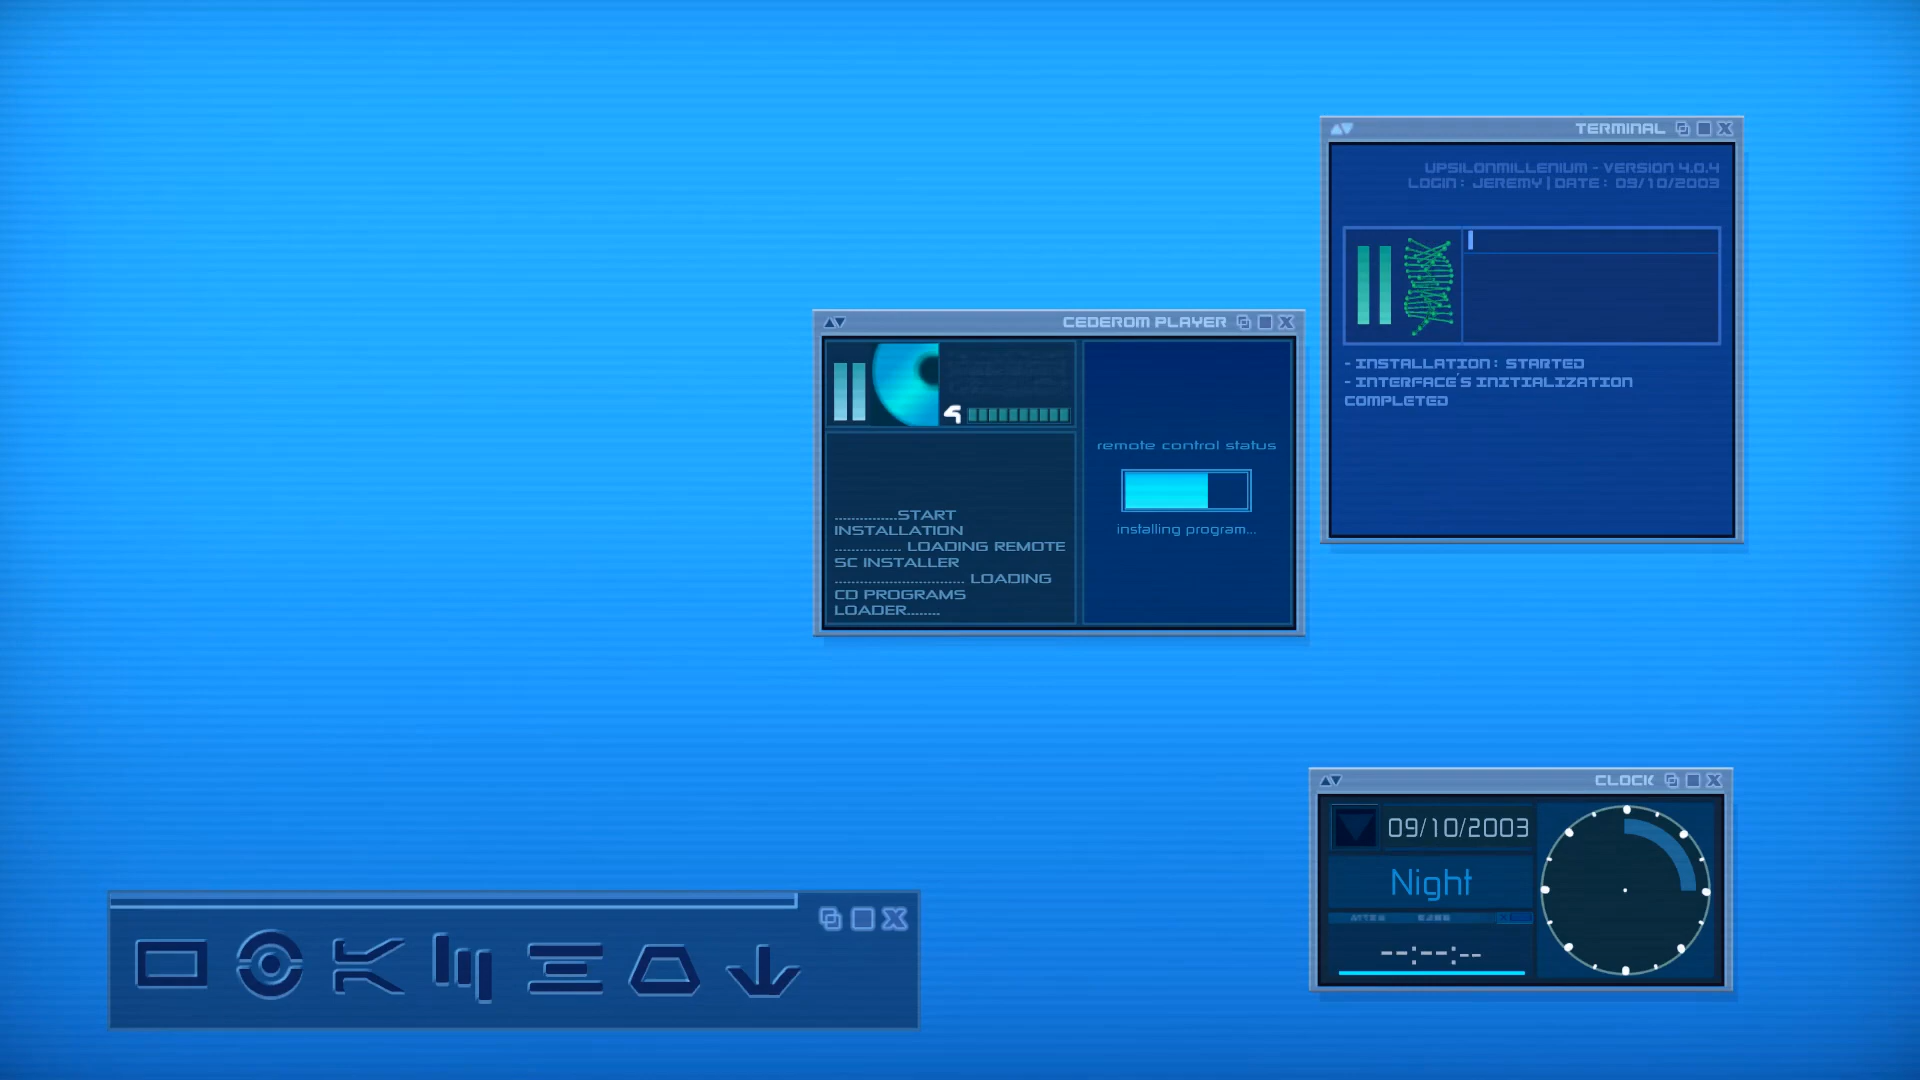 TERMINAL
UPSILONMILLENIUM - VERSION 4.0.4
LOGIN : JEREMY | DATE : 09/10/2003
- INSTALLATION : STARTED
- INTERFACE'S INITIALIZATION
COMPLETED
CEDEROM PLAYER
..............START
INSTALLATION
............... LOADING REMOTE
SC INSTALLER
............................. LOADING
CD PROGRAMS
LOADER........
remote control status
installing program...
CLOCK
09/10/2003
Night
--:--:--